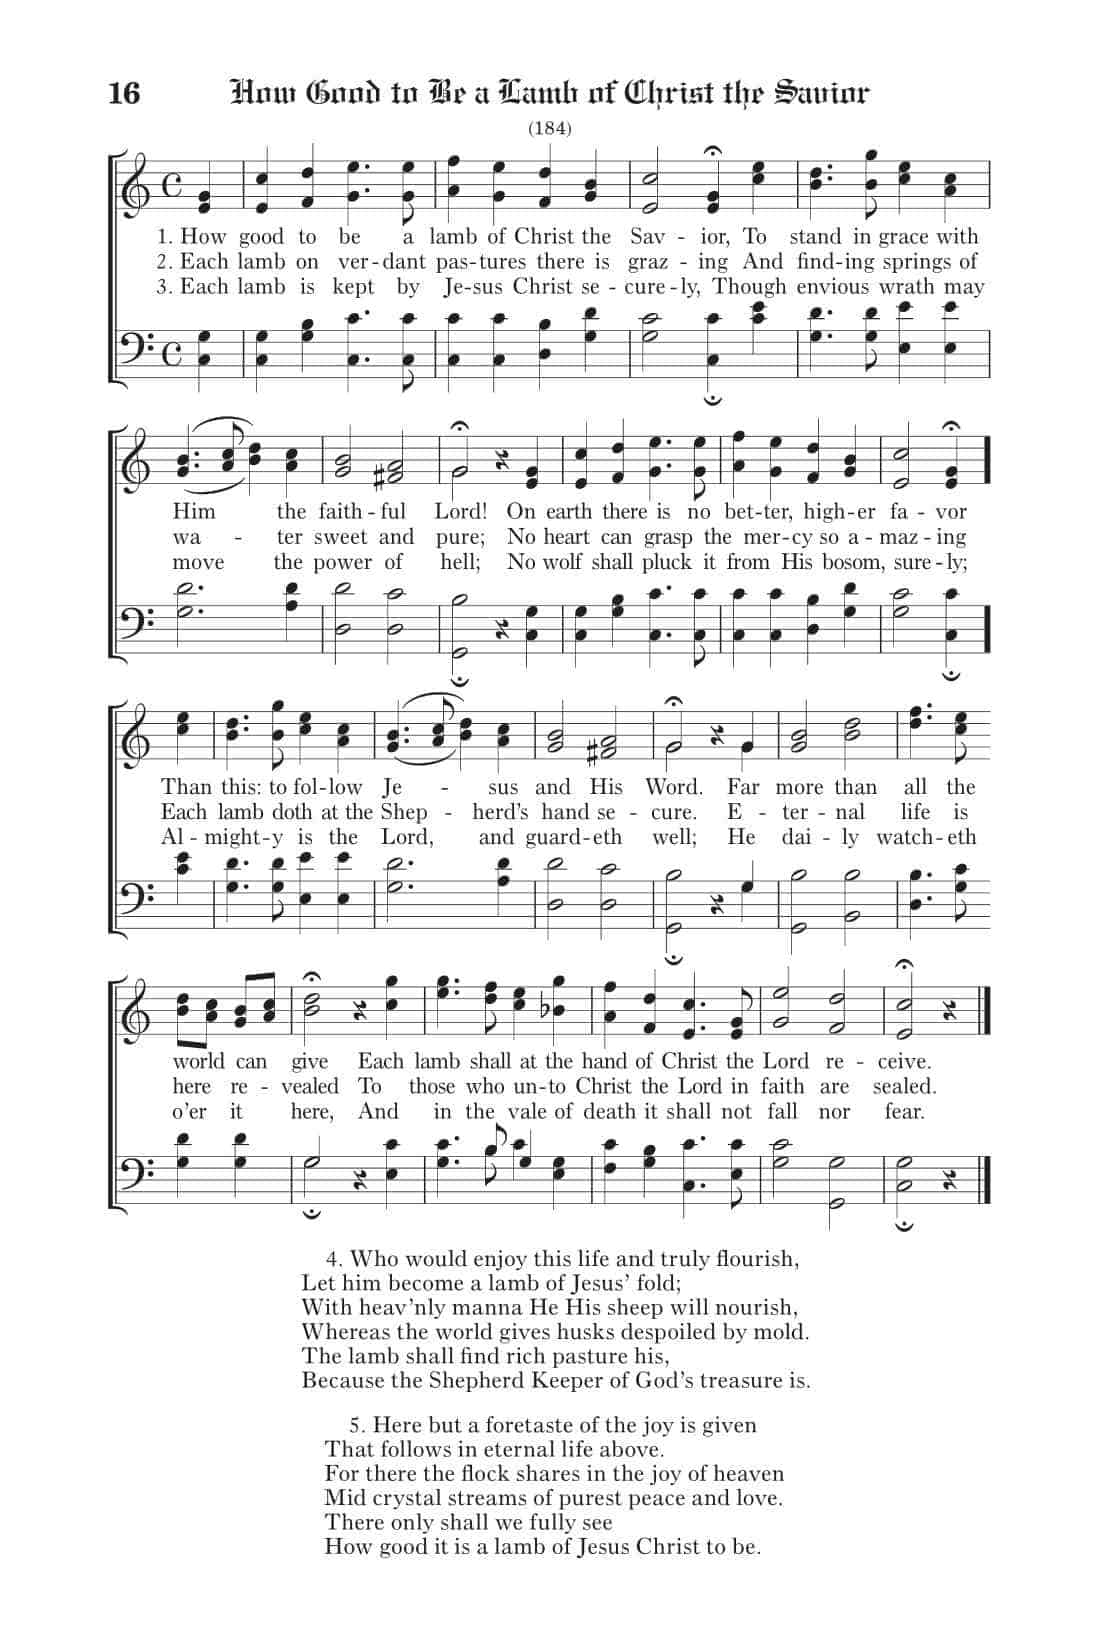 16 How Good to Be a Lamb of Christ the Savior
(184)
1. How good to be a lamb of Christ the Sav - ior, To stand in grace with
2. Each lamb on ver - dant pas - tures there is graz - ing And find - ing springs of
3. Each lamb is kept by Je - sus Christ se - cure - ly, Though envious wrath may
Him the faith - ful Lord! On earth there is no bet - ter, high - er fa - vor
wa - ter sweet and pure; No heart can grasp the mer - cy so a - maz - ing
move the power of hell; No wolf shall pluck it from His bosom, sure - ly;
Than this: to fol - low Je - sus and His Word. Far more than all the
Each lamb doth at the Shep - herd's hand se - cure. E - ter - nal life is
Al - might - y is the Lord, and guard - eth well; He dai - ly watch - eth
world can give Each lamb shall at the hand of Christ the Lord re - ceive.
here re - vealed To those who un - to Christ the Lord in faith are sealed.
o'er it here, And in the vale of death it shall not fall nor fear.
4. Who would enjoy this life and truly flourish,
Let him become a lamb of Jesus' fold;
With heav'nly manna He His sheep will nourish,
Whereas the world gives husks despoiled by mold.
The lamb shall find rich pasture his,
Because the Shepherd Keeper of God's treasure is.
5. Here but a foretaste of the joy is given
That follows in eternal life above.
For there the flock shares in the joy of heaven
Mid crystal streams of purest peace and love.
There only shall we fully see
How good it is a lamb of Jesus Christ to be.